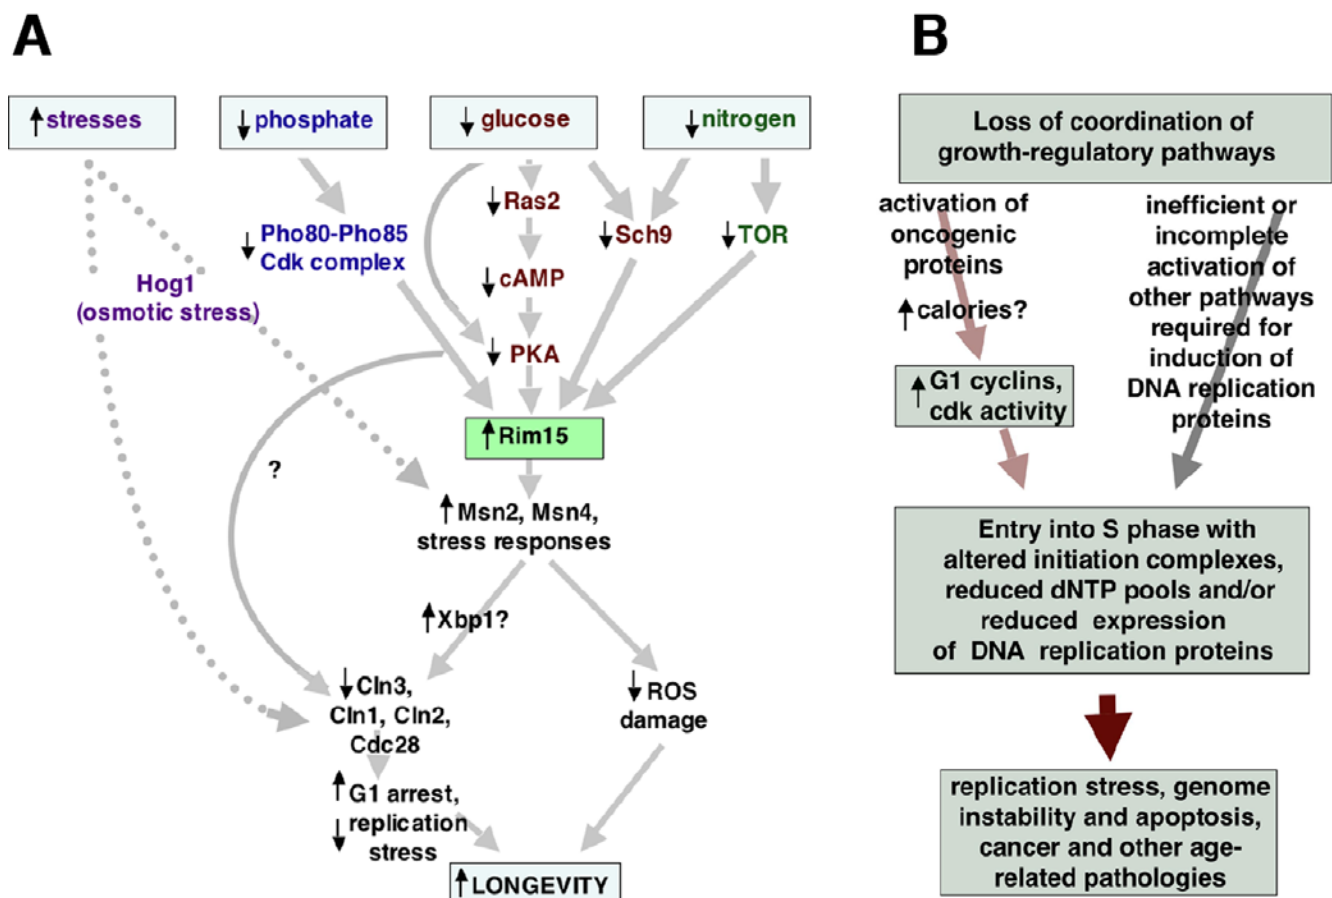 A
↑stresses
↓phosphate
↓glucose
↓nitrogen
↓Ras2
↓Pho80-Pho85
Cdk complex
↓Sch9
↓TOR
Hog1
(osmotic stress)
↓cAMP
↓PKA
↑Rim15
?
↑Msn2, Msn4,
stress responses
↑Xbp1?
↓Cln3,
Cln1, Cln2,
Cdc28
↓ROS
damage
↑G1 arrest,
↓replication
stress
↑LONGEVITY
B
Loss of coordination of
growth-regulatory pathways
activation of
oncogenic
proteins
↑calories?
inefficient or
incomplete
activation of
other pathways
required for
induction of
DNA replication
proteins
↑G1 cyclins,
cdk activity
Entry into S phase with
altered initiation complexes,
reduced dNTP pools and/or
reduced expression
of DNA replication proteins
replication stress, genome
instability and apoptosis,
cancer and other age-
related pathologies